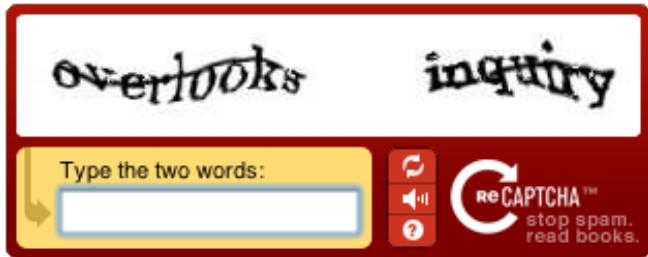 overlooks inquiry
Type the two words:
ReCAPTCHA™
stop spam.
read books.